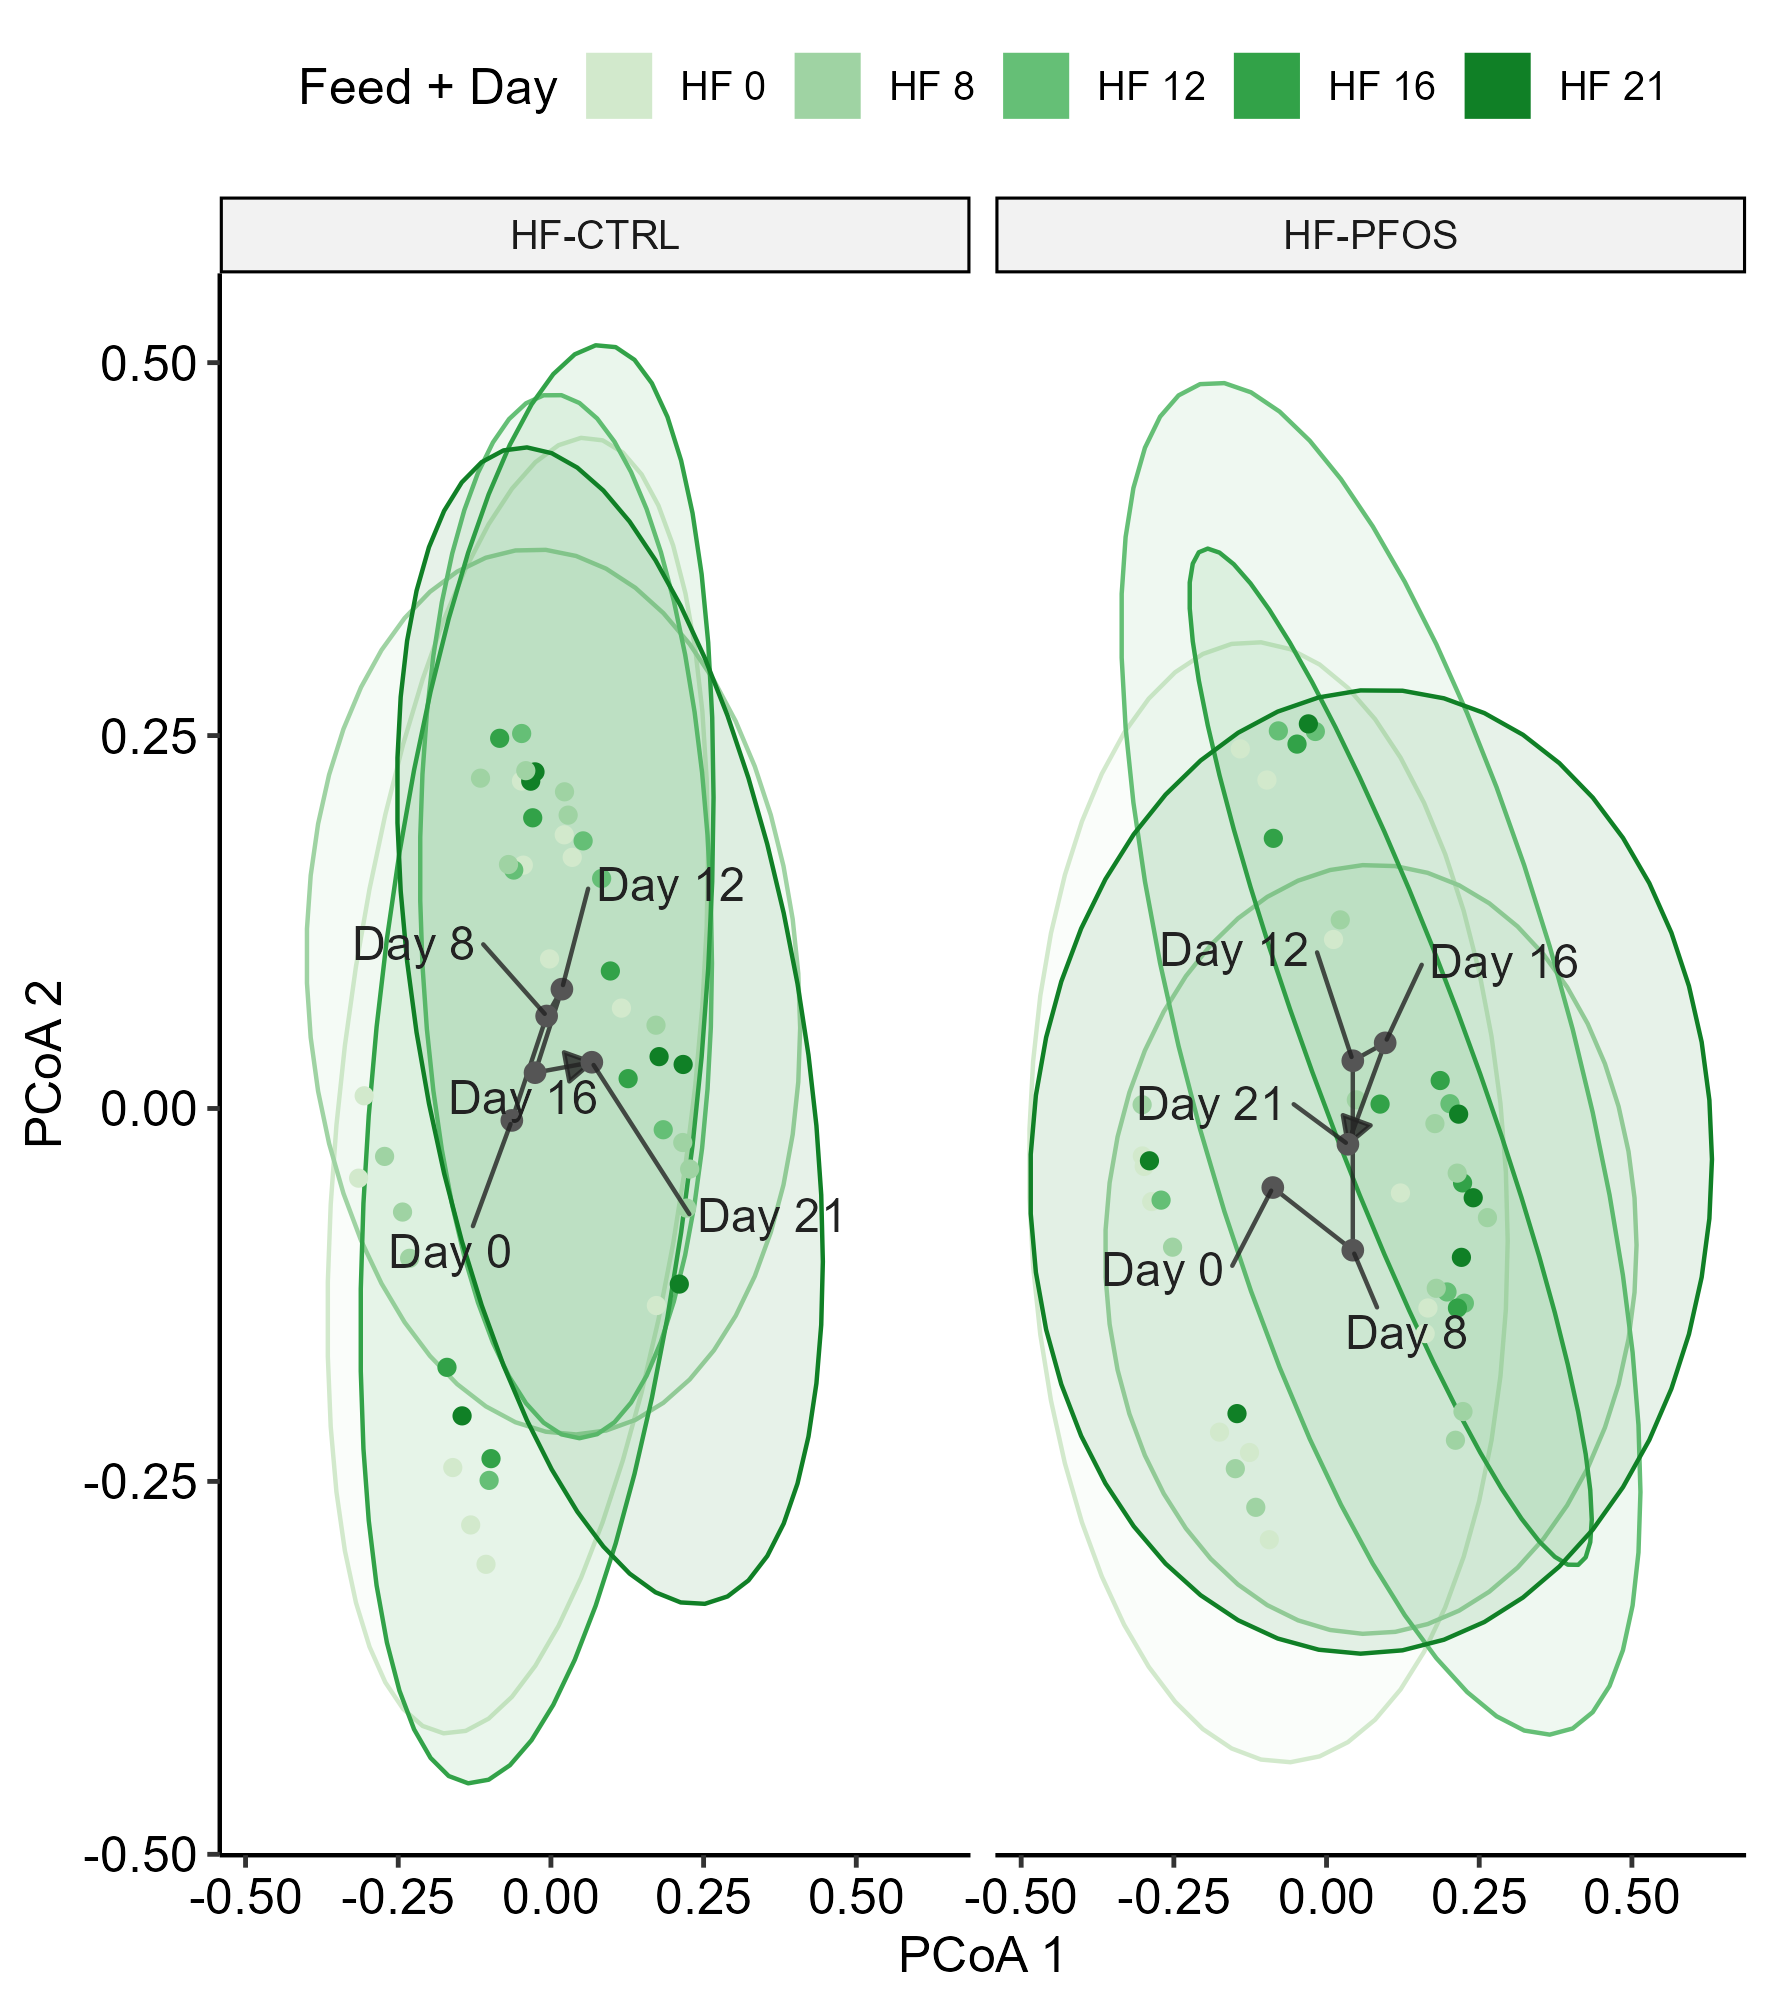 Feed + Day HF 0 HF 8 HF 12 HF 16 HF 21
HF-CTRL HF-PFOS
0.50
0.25
0.00
-0.25
-0.50
PCoA 2
Day 12
Day 8
Day 16
Day 21
Day 0
Day 12
Day 16
Day 21
Day 0
Day 8
-0.50 -0.25 0.00 0.25 0.50 -0.50 -0.25 0.00 0.25 0.50
PCoA 1